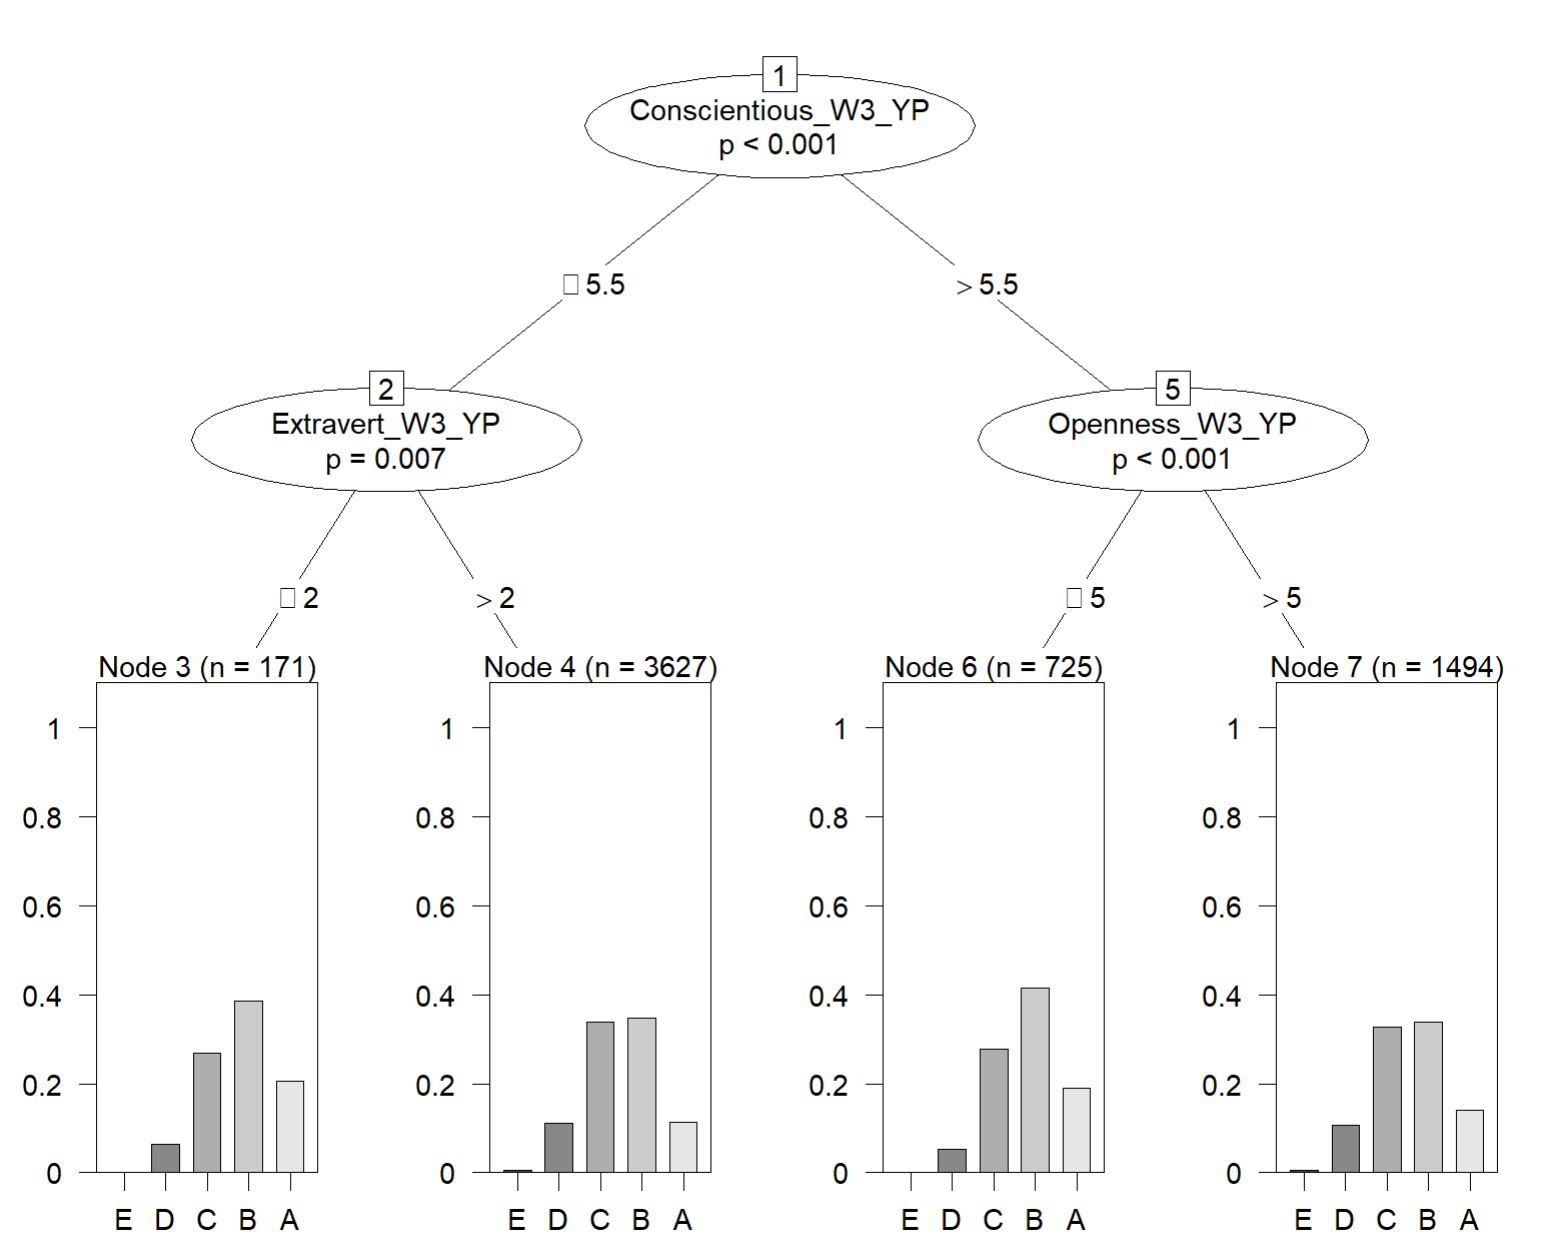 1
Conscientious_W3_YP
p < 0.001
□ 5.5
> 5.5
2
Extravert_W3_YP
p = 0.007
5
Openness_W3_YP
p < 0.001
□ 2
> 2
□ 5
> 5
Node 3 (n = 171)
1
0.8
0.6
0.4
0.2
0
E D C B A
Node 4 (n = 3627)
1
0.8
0.6
0.4
0.2
0
E D C B A
Node 6 (n = 725)
1
0.8
0.6
0.4
0.2
0
E D C B A
Node 7 (n = 1494)
1
0.8
0.6
0.4
0.2
0
E D C B A